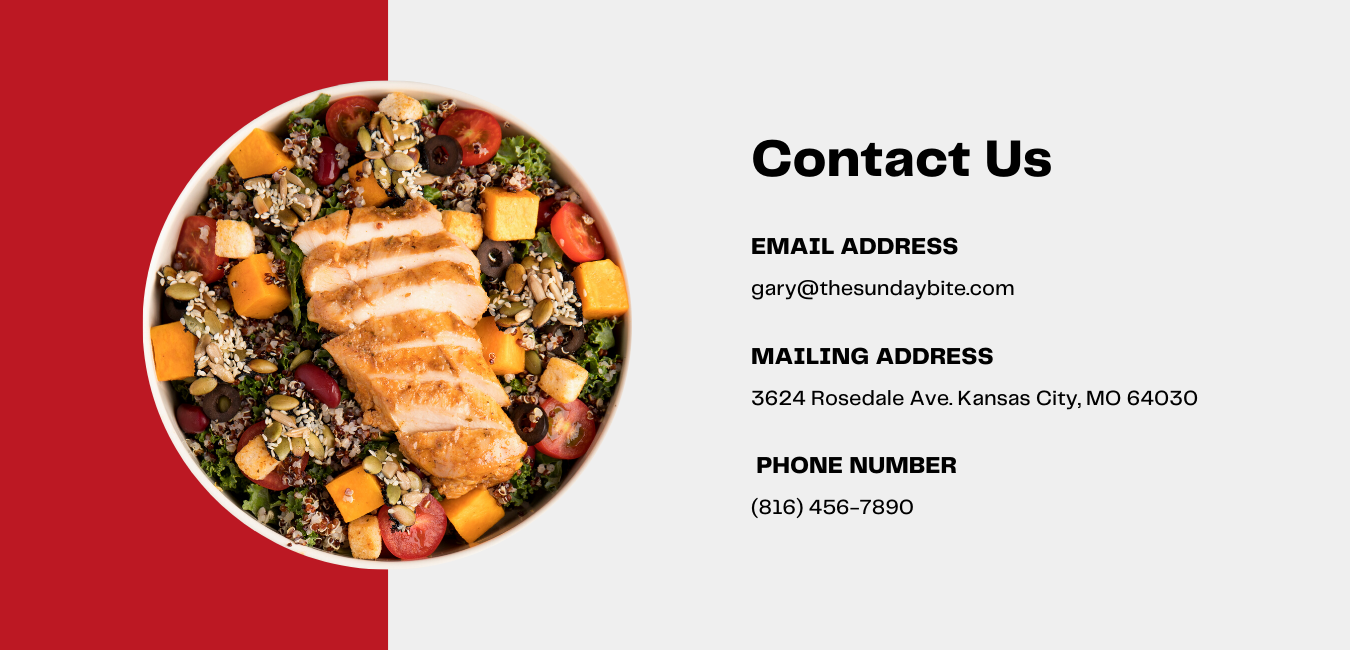 Contact Us
EMAIL ADDRESS
gary@thesundaybite.com
MAILING ADDRESS
3624 Rosedale Ave. Kansas City, MO 64030
PHONE NUMBER
(816) 456-7890